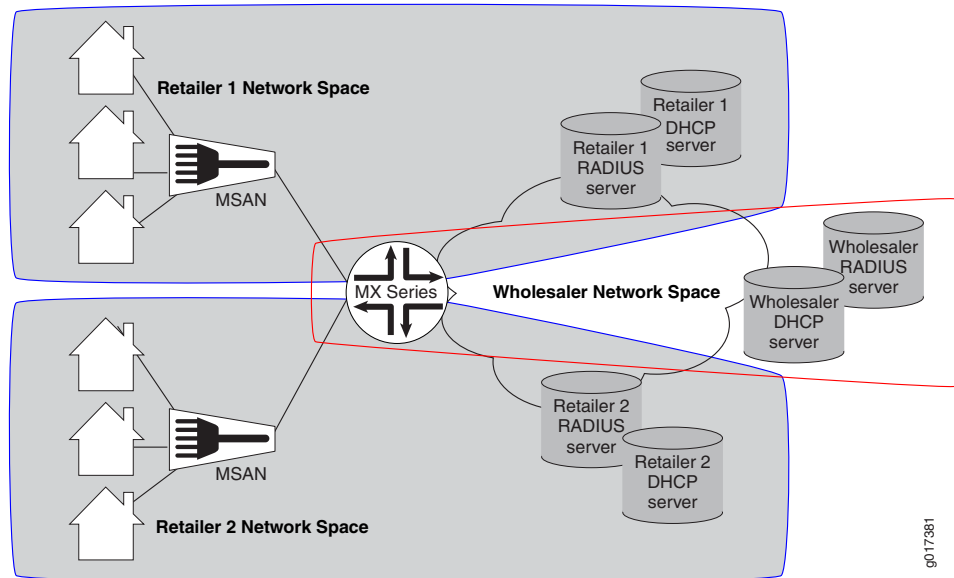 Retailer 1 Network Space
MSAN
Retailer 1
DHCP
server
Retailer 1
RADIUS
server
MX Series
Wholesaler Network Space
Wholesaler
RADIUS
server
Wholesaler
DHCP
server
MSAN
Retailer 2 Network Space
Retailer 2
RADIUS
server
Retailer 2
DHCP
server
g017381